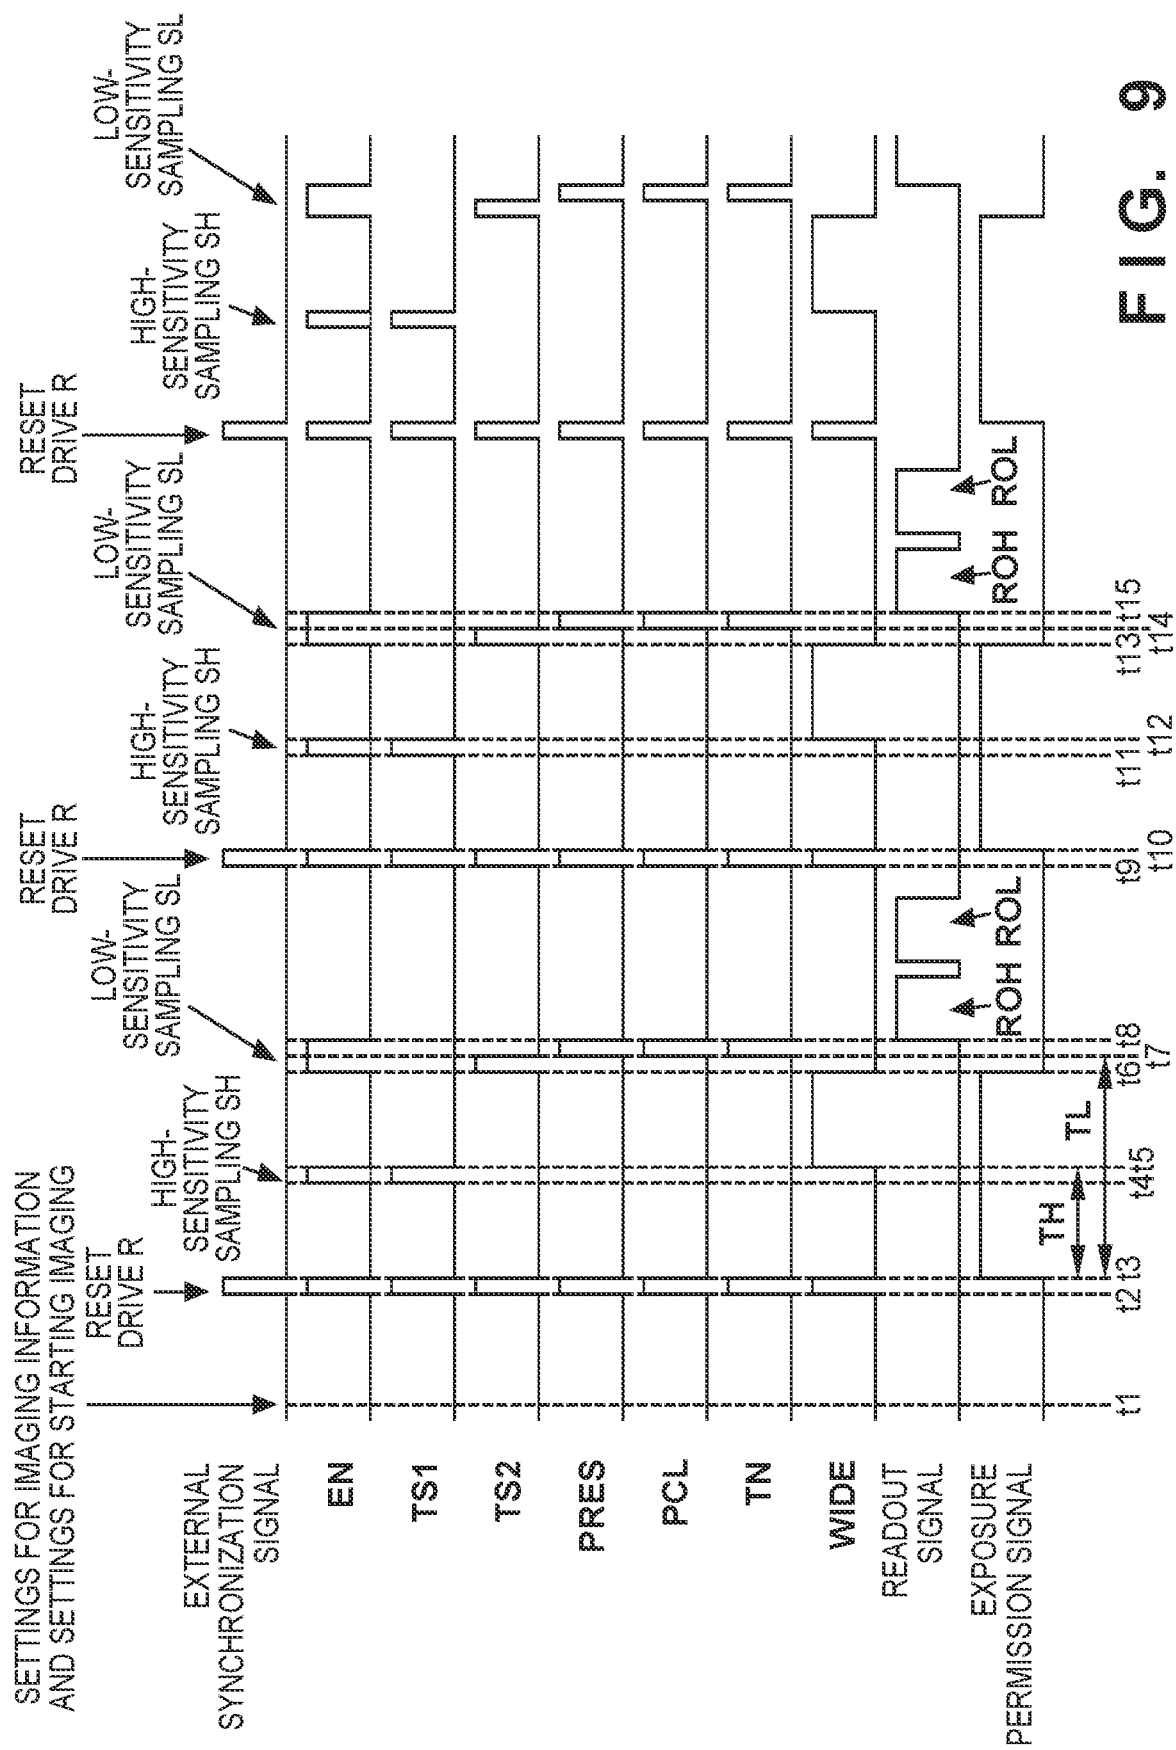 SETTINGS FOR IMAGING INFORMATION
AND SETTINGS FOR STARTING IMAGING
RESET
DRIVE R
HIGH-
SENSITIVITY
SAMPLING SH
LOW-
SENSITIVITY
SAMPLING SL
RESET
DRIVE R
HIGH-
SENSITIVITY
SAMPLING SH
LOW-
SENSITIVITY
SAMPLING SL
RESET
DRIVE R
HIGH-
SENSITIVITY
SAMPLING SH
LOW-
SENSITIVITY
SAMPLING SL
EXTERNAL
SYNCHRONIZATION
SIGNAL
EN
TS1
TS2
PRES
PCL
TN
WIDE
READOUT
SIGNAL
ROH ROL
ROH ROL
EXPOSURE
PERMISSION SIGNAL
TH
TL
t1 t2 t3 t4 t5 t6 t8 t9 t11 t13 t15
t7 t10 t12 t14
FIG. 9